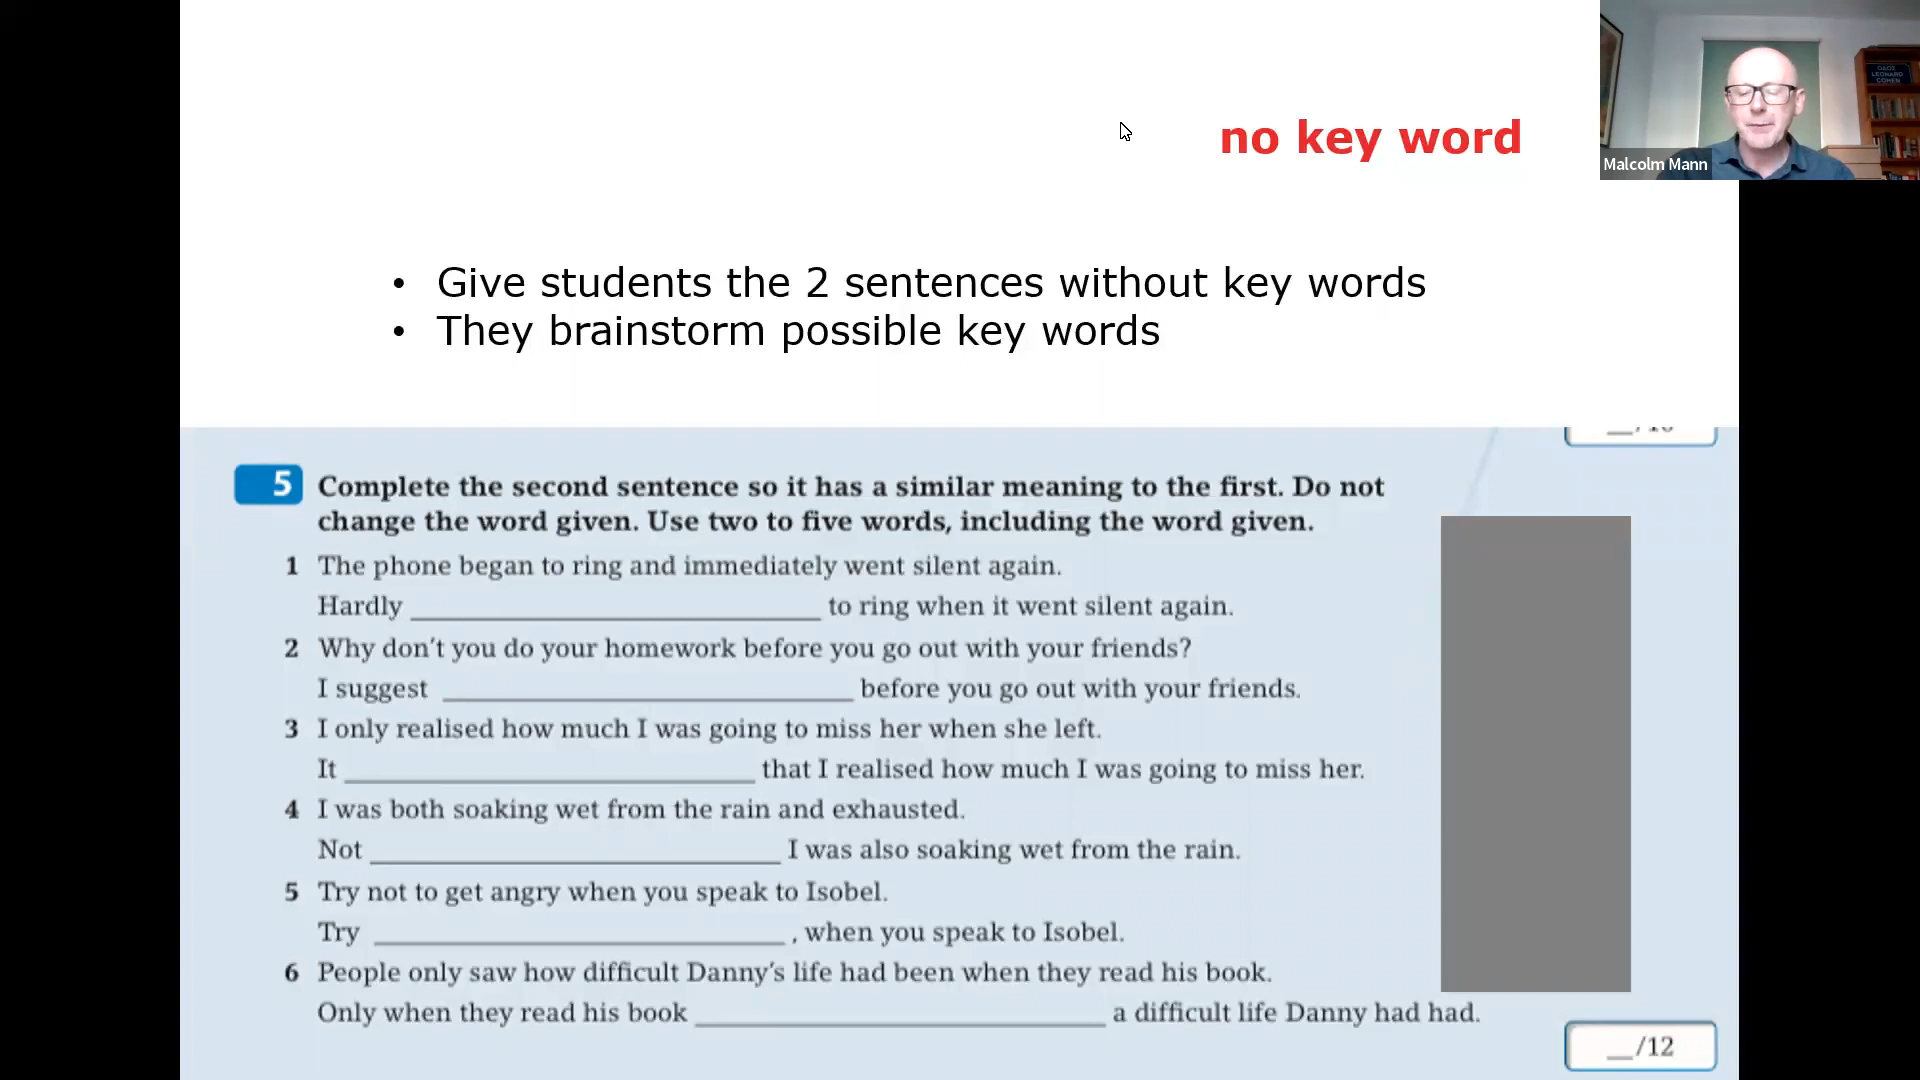 no key word
ΟΔΟΣ
LEONARD
COHEN
Malcolm Mann
• Give students the 2 sentences without key words
• They brainstorm possible key words
5 Complete the second sentence so it has a similar meaning to the first. Do not
change the word given. Use two to five words, including the word given.
1 The phone began to ring and immediately went silent again.
Hardly ____ to ring when it went silent again.
2 Why don't you do your homework before you go out with your friends?
I suggest ____ before you go out with your friends.
3 I only realised how much I was going to miss her when she left.
It ____ that I realised how much I was going to miss her.
4 I was both soaking wet from the rain and exhausted.
Not ____ I was also soaking wet from the rain.
5 Try not to get angry when you speak to Isobel.
Try ____ , when you speak to Isobel.
6 People only saw how difficult Danny's life had been when they read his book.
Only when they read his book ____ a difficult life Danny had had.
__/12